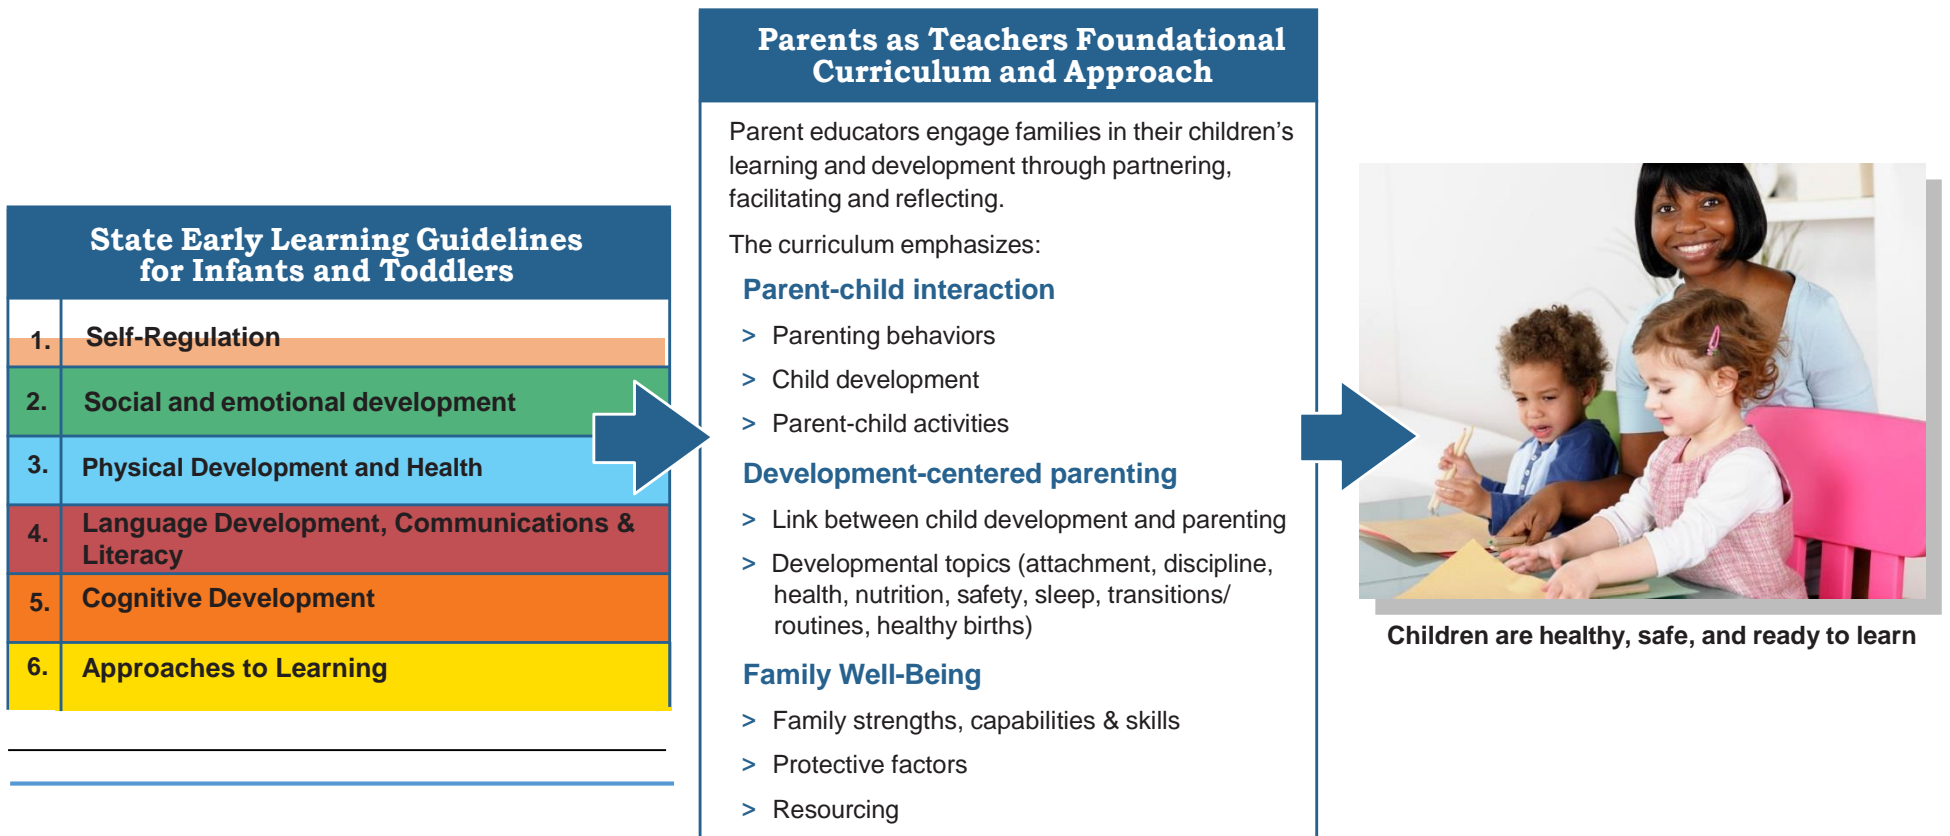 State Early Learning Guidelines
for Infants and Toddlers
1. Self-Regulation
2. Social and emotional development
3. Physical Development and Health
4. Language Development, Communications &
Literacy
5. Cognitive Development
6. Approaches to Learning
Parents as Teachers Foundational
Curriculum and Approach
Parent educators engage families in their children’s
learning and development through partnering,
facilitating and reflecting.
The curriculum emphasizes:
Parent-child interaction
> Parenting behaviors
> Child development
> Parent-child activities
Development-centered parenting
> Link between child development and parenting
> Developmental topics (attachment, discipline,
health, nutrition, safety, sleep, transitions/
routines, healthy births)
Family Well-Being
> Family strengths, capabilities & skills
> Protective factors
> Resourcing
Children are healthy, safe, and ready to learn